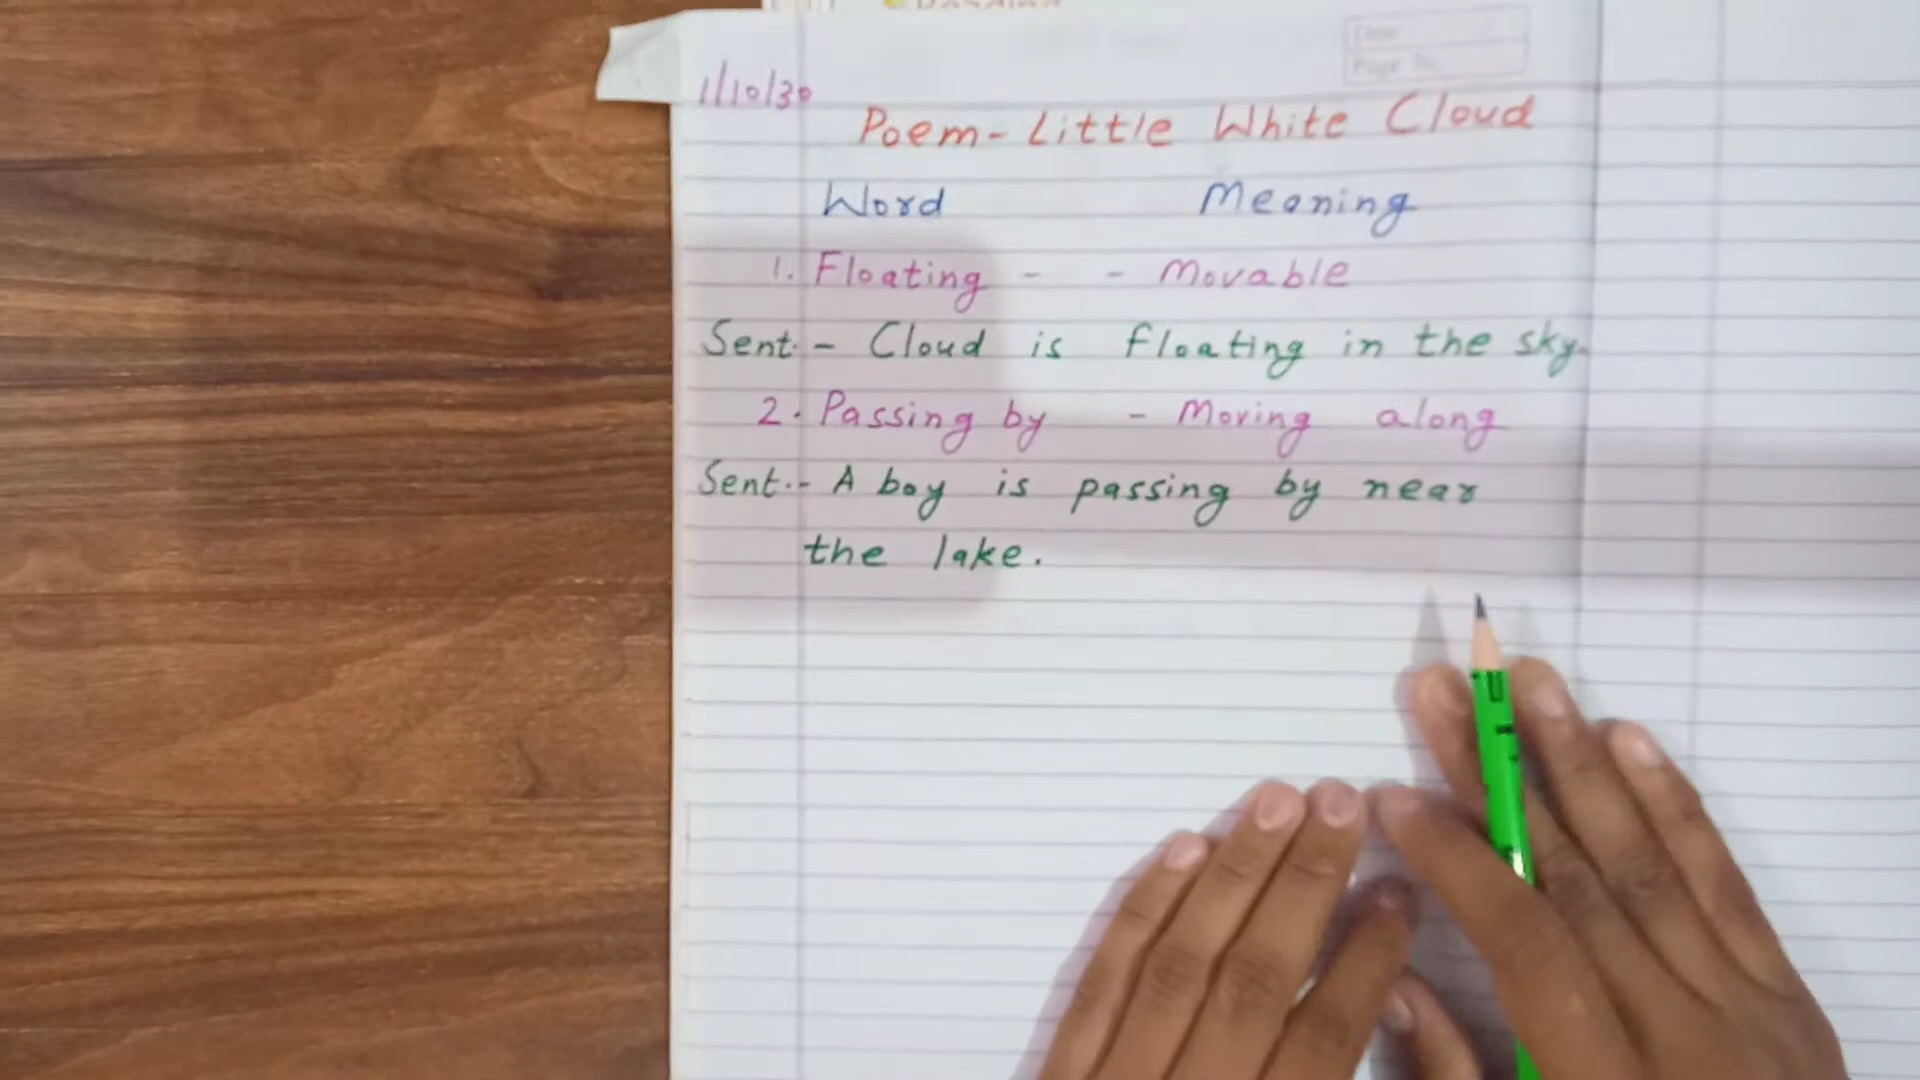 1/10/30
Poem - Little White Cloud
Word Meaning
1. Floating - - Movable
Sent. - Cloud is floating in the sky.
2. Passing by - Moving along
Sent. - A boy is passing by near
the lake.